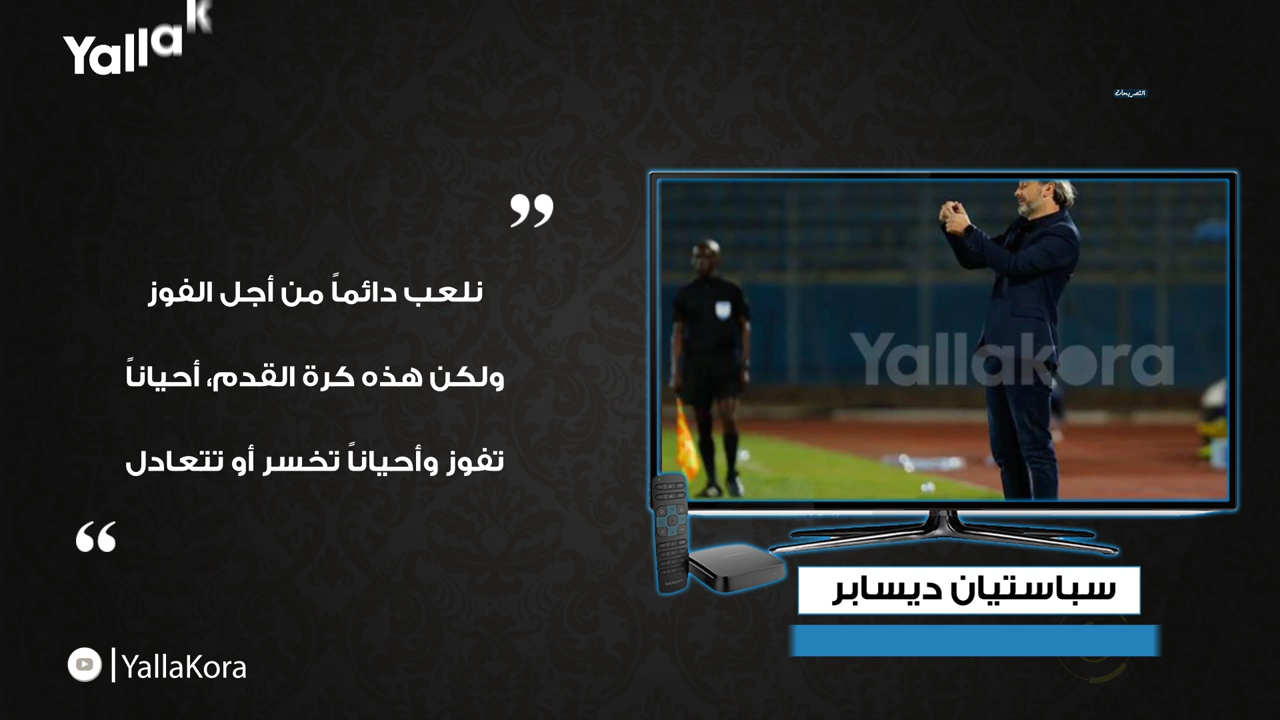 Yallak
التصريحات
”
نلعب دائماً من أجل الفوز
ولكن هذه كرة القدم، أحياناً
تفوز وأحياناً تخسر أو تتعادل
“
Yallakora
سباستيان ديسابر
YallaKora